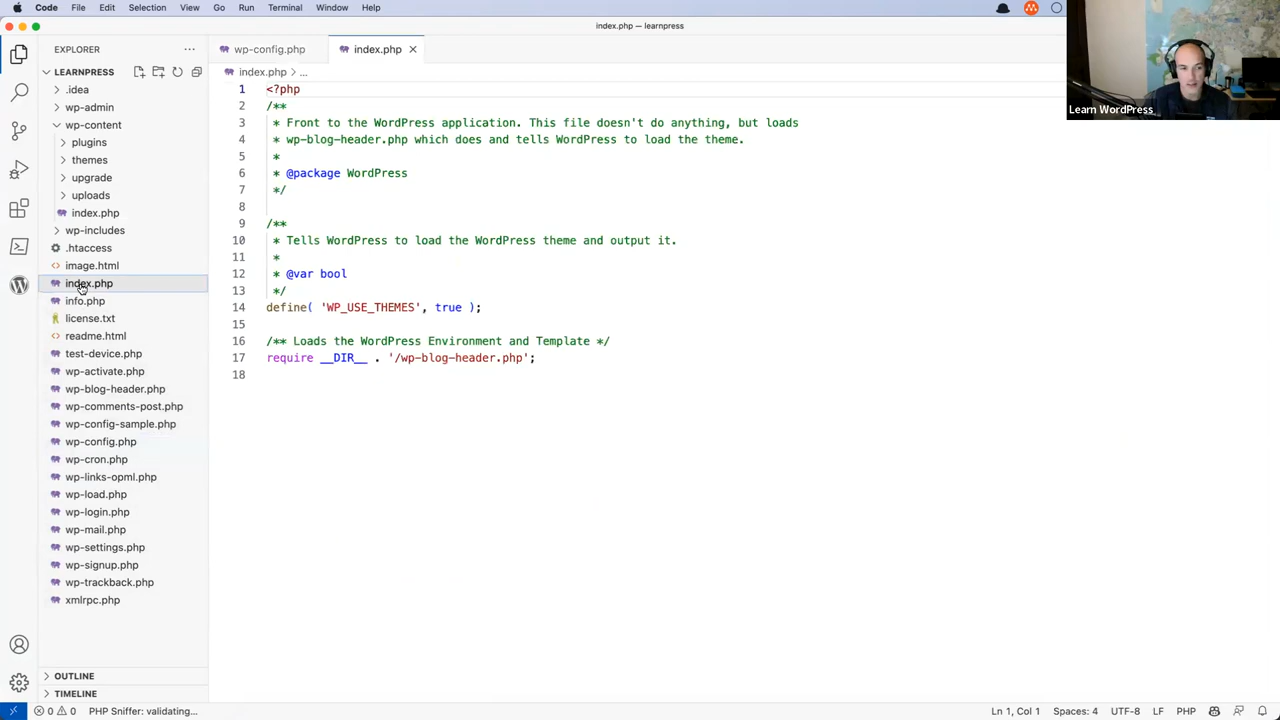 Code File Edit Selection View Go Run Terminal Window Help
index.php — learnpress
EXPLORER
wp-config.php
index.php
LEARNPRESS
index.php > ...
.idea
wp-admin
wp-content
plugins
themes
upgrade
uploads
index.php
wp-includes
.htaccess
image.html
index.php
info.php
license.txt
readme.html
test-device.php
wp-activate.php
wp-blog-header.php
wp-comments-post.php
wp-config-sample.php
wp-config.php
wp-cron.php
wp-links-opml.php
wp-load.php
wp-login.php
wp-mail.php
wp-settings.php
wp-signup.php
wp-trackback.php
xmlrpc.php
OUTLINE
TIMELINE
1 <?php
2 /**
3  * Front to the WordPress application. This file doesn't do anything, but loads
4  * wp-blog-header.php which does and tells WordPress to load the theme.
5  *
6  * @package WordPress
7  */
8
9 /**
10  * Tells WordPress to load the WordPress theme and output it.
11  *
12  * @var bool
13  */
14 define( 'WP_USE_THEMES', true );
15
16 /** Loads the WordPress Environment and Template */
17 require __DIR__ . '/wp-blog-header.php';
18
Learn WordPress
0 0 PHP Sniffer: validating...
Ln 1, Col 1 Spaces: 4 UTF-8 LF PHP